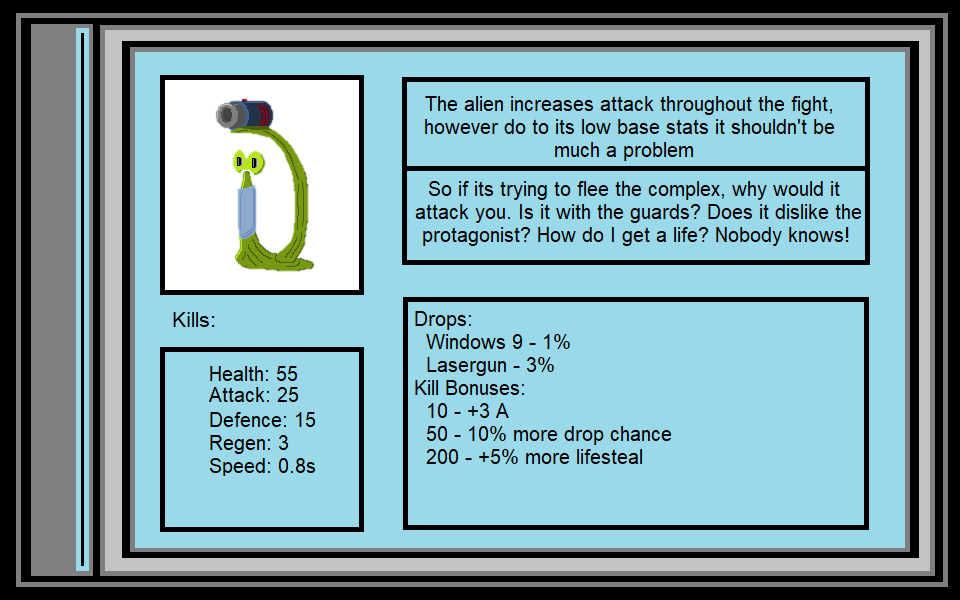 The alien increases attack throughout the fight,
however do to its low base stats it shouldn't be
much a problem
So if its trying to flee the complex, why would it
attack you. Is it with the guards? Does it dislike the
protagonist? How do I get a life? Nobody knows!
Kills:
Health: 55
Attack: 25
Defence: 15
Regen: 3
Speed: 0.8s
Drops:
Windows 9 - 1%
Lasergun - 3%
Kill Bonuses:
10 - +3 A
50 - 10% more drop chance
200 - +5% more lifesteal